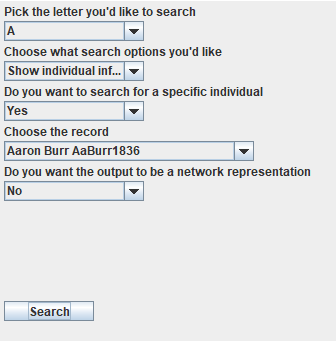 Pick the letter you'd like to search
A
Choose what search options you'd like
Show individual inf...
Do you want to search for a specific individual
Yes
Choose the record
Aaron Burr AaBurr1836
Do you want the output to be a network representation
No
Search